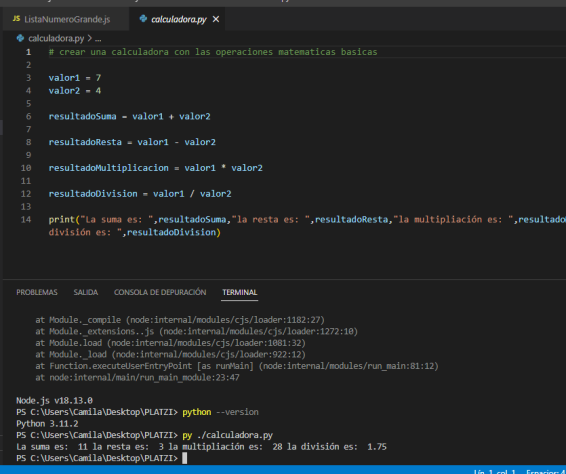 JS ListaNumeroGrande.js calculadora.py ×
calculadora.py > ...
1 # crear una calculadora con las operaciones matematicas basicas
2
3 valor1 = 7
4 valor2 = 4
5
6 resultadoSuma = valor1 + valor2
7
8 resultadoResta = valor1 - valor2
9
10 resultadoMultiplicacion = valor1 * valor2
11
12 resultadoDivision = valor1 / valor2
13
14 print("La suma es: ",resultadoSuma,"la resta es: ",resultadoResta,"la multipliación es: ",resultado
división es: ",resultadoDivision)
PROBLEMAS SALIDA CONSOLA DE DEPURACIÓN TERMINAL
at Module._compile (node:internal/modules/cjs/loader:1182:27)
at Module._extensions..js (node:internal/modules/cjs/loader:1272:10)
at Module.load (node:internal/modules/cjs/loader:1081:32)
at Module._load (node:internal/modules/cjs/loader:922:12)
at Function.executeUserEntryPoint [as runMain] (node:internal/modules/run_main:81:12)
at node:internal/main/run_main_module:23:47
Node.js v18.13.0
PS C:\Users\Camila\Desktop\PLATZI> python --version
Python 3.11.2
PS C:\Users\Camila\Desktop\PLATZI> py ./calculadora.py
La suma es:  11 la resta es:  3 la multipliación es:  28 la división es:  1.75
PS C:\Users\Camila\Desktop\PLATZI>
Lín. 1, col. 1 Espacios: 4